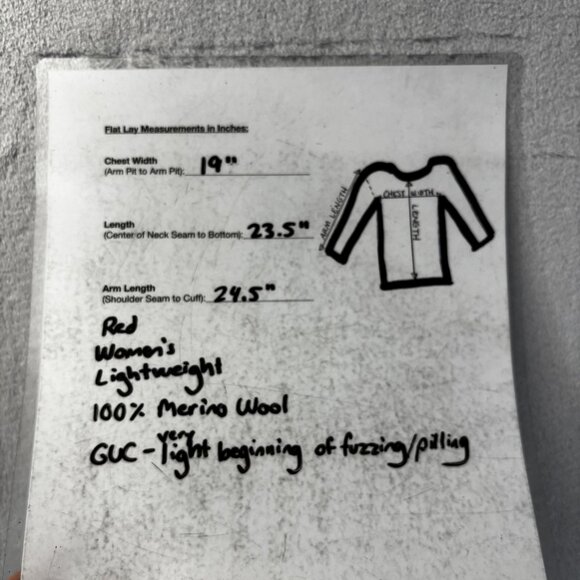 Flat Lay Measurements in Inches:
Chest Width
(Arm Pit to Arm Pit): 19"
Length
(Center of Neck Seam to Bottom): 23.5"
Arm Length
(Shoulder Seam to Cuff): 24.5"
ARM LENGTH
CHEST WIDTH
LENGTH
Red
Women's
Lightweight
100% Merino Wool
GUC - very light beginning of fuzzing/pilling